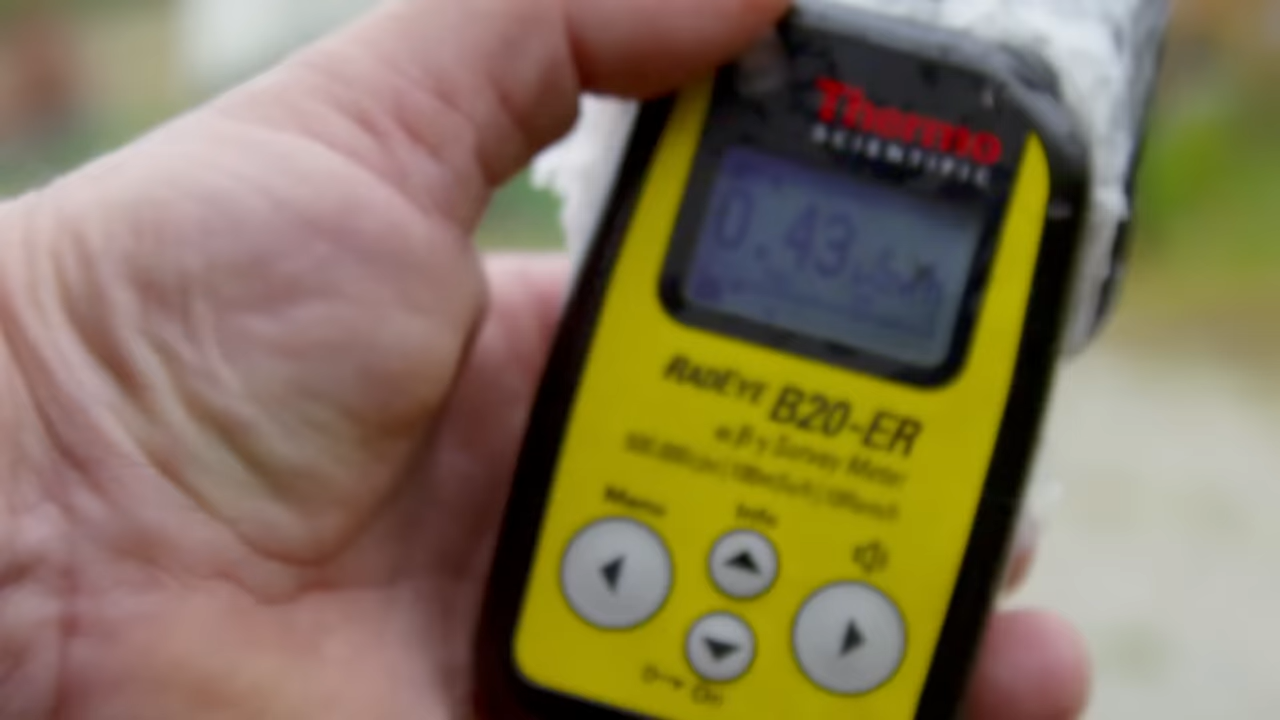 Thermo
SCIENTIFIC
0.43
RADEYE B20-ER
α,β γ Survey Meter
Menu
Info
On